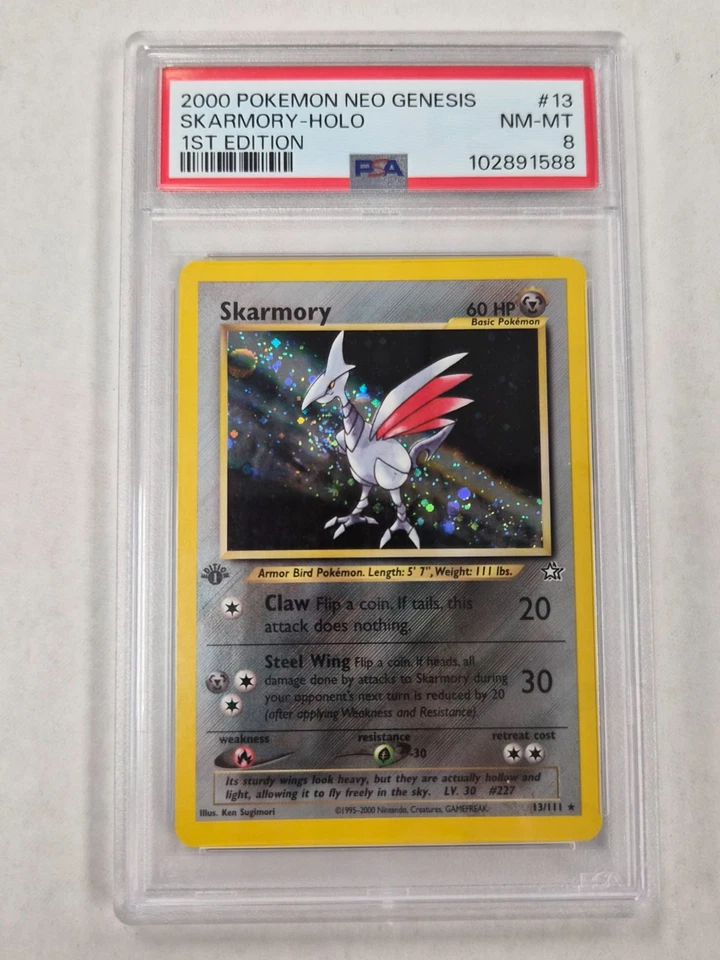 2000 POKEMON NEO GENESIS #13
SKARMORY-HOLO NM-MT
1ST EDITION 8
PSA 102891588
Skarmory 60 HP
Basic Pokémon
EDITION 1
Armor Bird Pokémon. Length: 5' 7", Weight: 111 lbs.
Claw Flip a coin. If tails, this 20
attack does nothing.
Steel Wing Flip a coin. If heads, all
damage done by attacks to Skarmory during 30
your opponent's next turn is reduced by 20
(after applying Weakness and Resistance).
weakness resistance retreat cost
-30
Its sturdy wings look heavy, but they are actually hollow and
light, allowing it to fly freely in the sky. LV. 30 #227
Illus. Ken Sugimori ©1995-2000 Nintendo, Creatures, GAMEFREAK. 13/111 ★